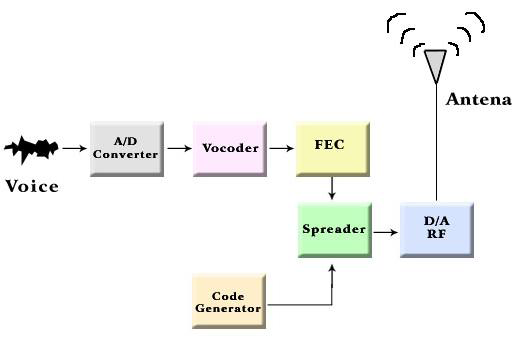 Antena
A/D
Converter
Vocoder
FEC
Voice
Spreader
D/A
RF
Code
Generator